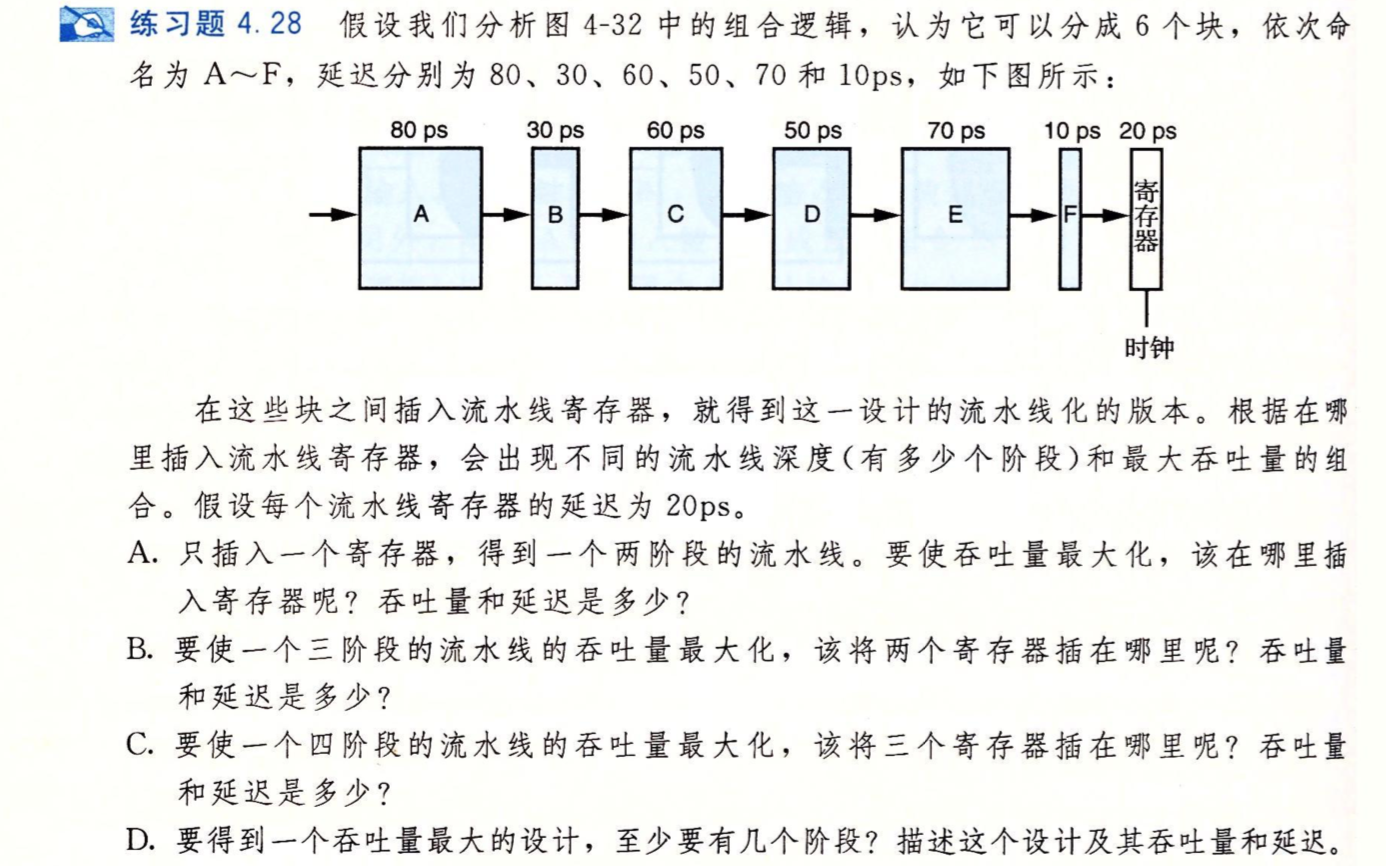 练习题 4.28 假设我们分析图 4-32 中的组合逻辑，认为它可以分成 6 个块，依次命
名为 A～F，延迟分别为 80、30、60、50、70 和 10ps，如下图所示：
80 ps 30 ps 60 ps 50 ps 70 ps 10 ps 20 ps
A B C D E F 寄存器
时钟
在这些块之间插入流水线寄存器，就得到这一设计的流水线化的版本。根据在哪
里插入流水线寄存器，会出现不同的流水线深度(有多少个阶段)和最大吞吐量的组
合。假设每个流水线寄存器的延迟为 20ps。
A. 只插入一个寄存器，得到一个两阶段的流水线。要使吞吐量最大化，该在哪里插
入寄存器呢？吞吐量和延迟是多少？
B. 要使一个三阶段的流水线的吞吐量最大化，该将两个寄存器插在哪里呢？吞吐量
和延迟是多少？
C. 要使一个四阶段的流水线的吞吐量最大化，该将三个寄存器插在哪里呢？吞吐量
和延迟是多少？
D. 要得到一个吞吐量最大的设计，至少要有几个阶段？描述这个设计及其吞吐量和延迟。